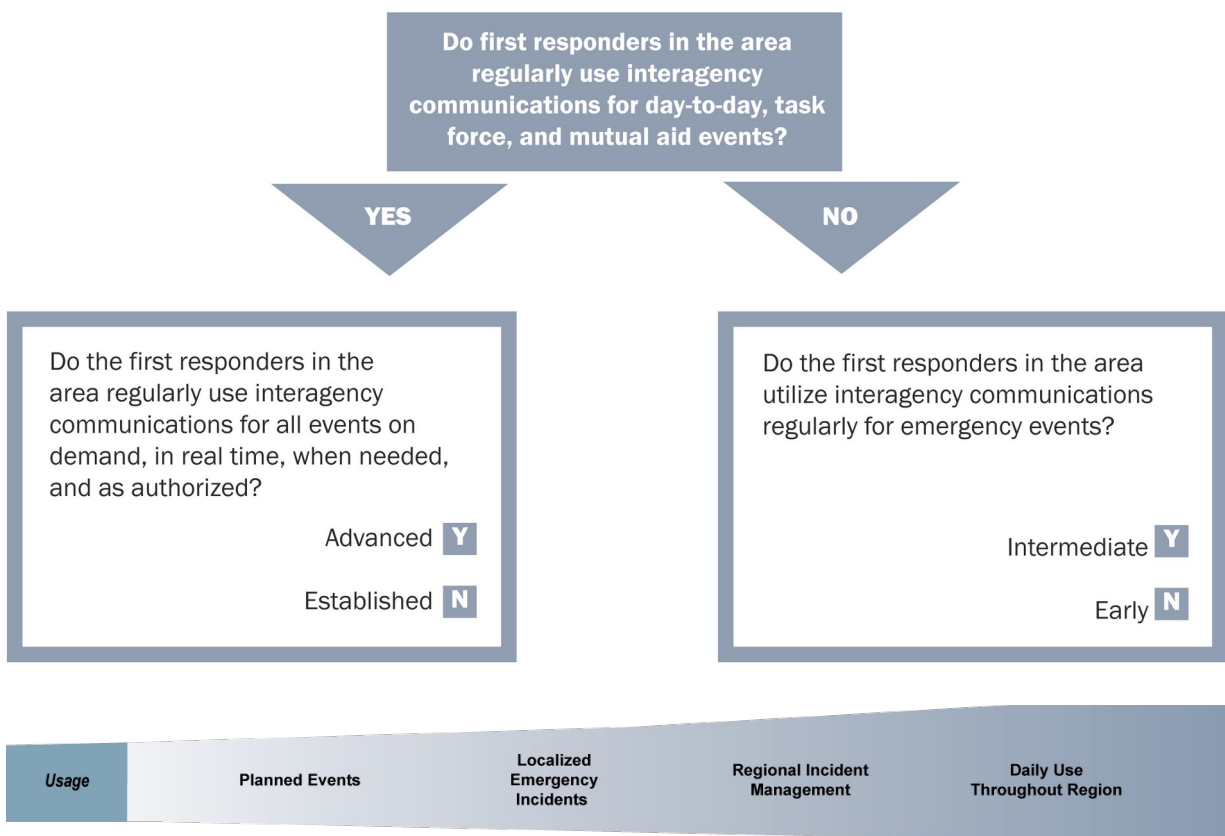 Do first responders in the area
regularly use interagency
communications for day-to-day, task
force, and mutual aid events?
YES
NO
Do the first responders in the
area regularly use interagency
communications for all events on
demand, in real time, when needed,
and as authorized?
Advanced Y
Established N
Do the first responders in the area
utilize interagency communications
regularly for emergency events?
Intermediate Y
Early N
Usage
Planned Events
Localized
Emergency
Incidents
Regional Incident
Management
Daily Use
Throughout Region